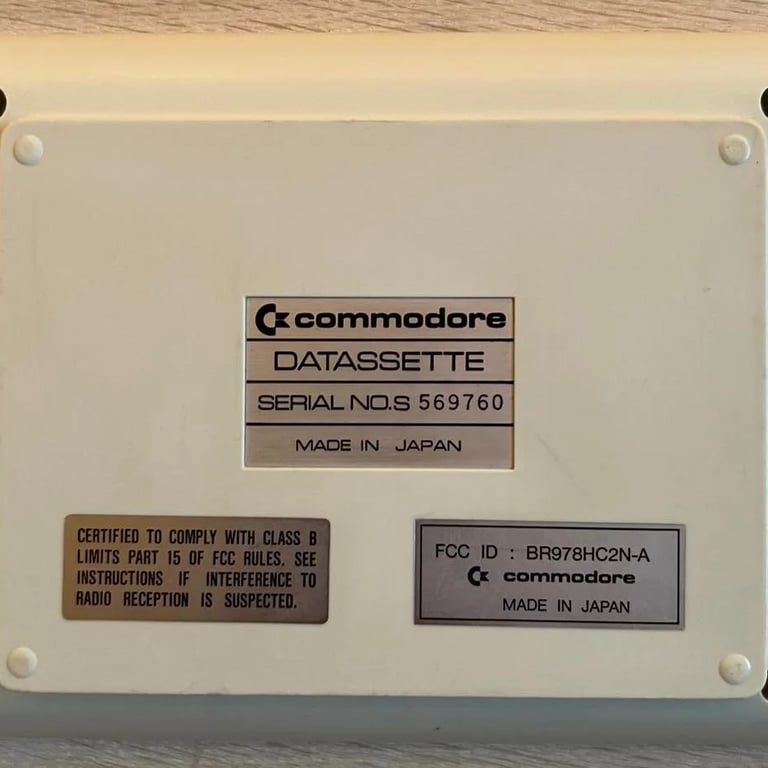 commodore
DATASSETTE
SERIAL NO.S 569760
MADE IN JAPAN
CERTIFIED TO COMPLY WITH CLASS B
LIMITS PART 15 OF FCC RULES. SEE
INSTRUCTIONS IF INTERFERENCE TO
RADIO RECEPTION IS SUSPECTED.
FCC ID : BR978HC2N-A
commodore
MADE IN JAPAN